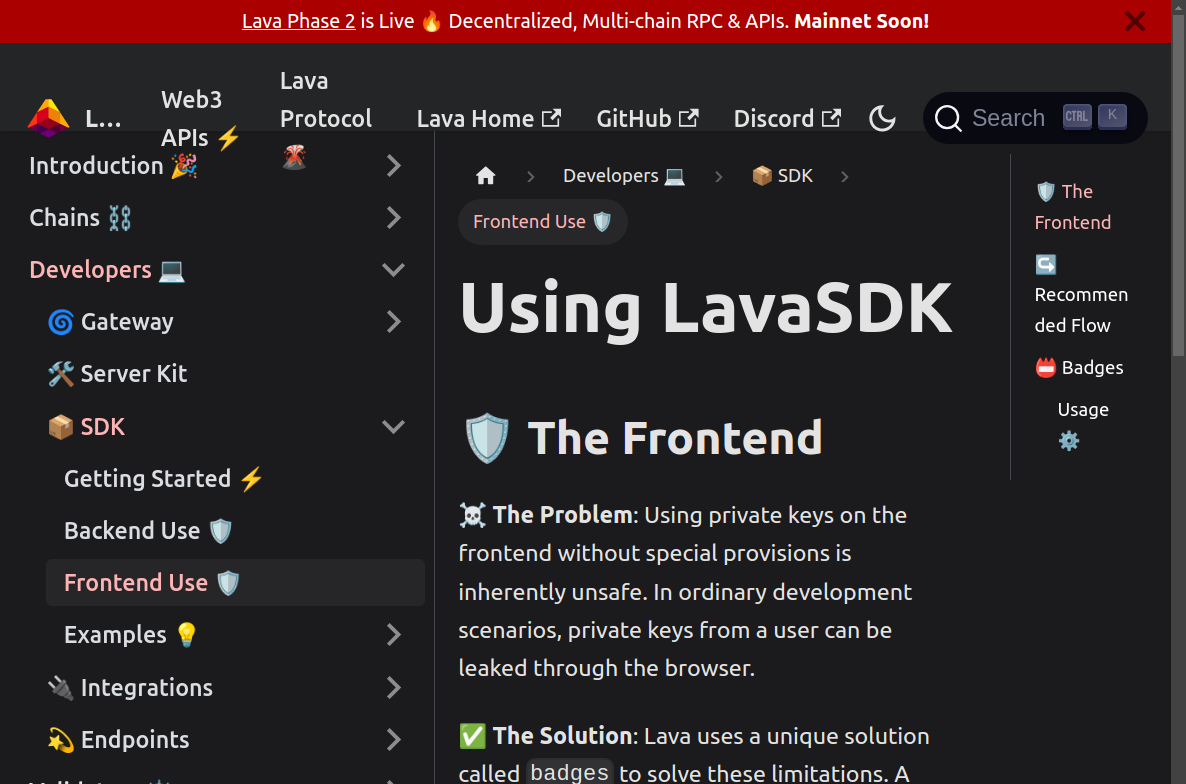 Lava Phase 2 is Live 🔥 Decentralized, Multi-chain RPC & APIs. Mainnet Soon!
L...
Web3
APIs ⚡
Lava
Protocol
🌋
Lava Home
GitHub
Discord
Search
CTRL
K
Introduction 🎉
Chains ⛓️
Developers 💻
🌀 Gateway
🛠️ Server Kit
📦 SDK
Getting Started ⚡
Backend Use 🛡️
Frontend Use 🛡️
Examples 💡
🔌 Integrations
💫 Endpoints
Developers 💻
📦 SDK
Frontend Use 🛡️
Using LavaSDK
🛡️ The Frontend
☠️ The Problem: Using private keys on the
frontend without special provisions is
inherently unsafe. In ordinary development
scenarios, private keys from a user can be
leaked through the browser.
✅ The Solution: Lava uses a unique solution
called badges to solve these limitations. A
🛡️ The
Frontend
↪️
Recommen
ded Flow
📛 Badges
Usage
⚙️